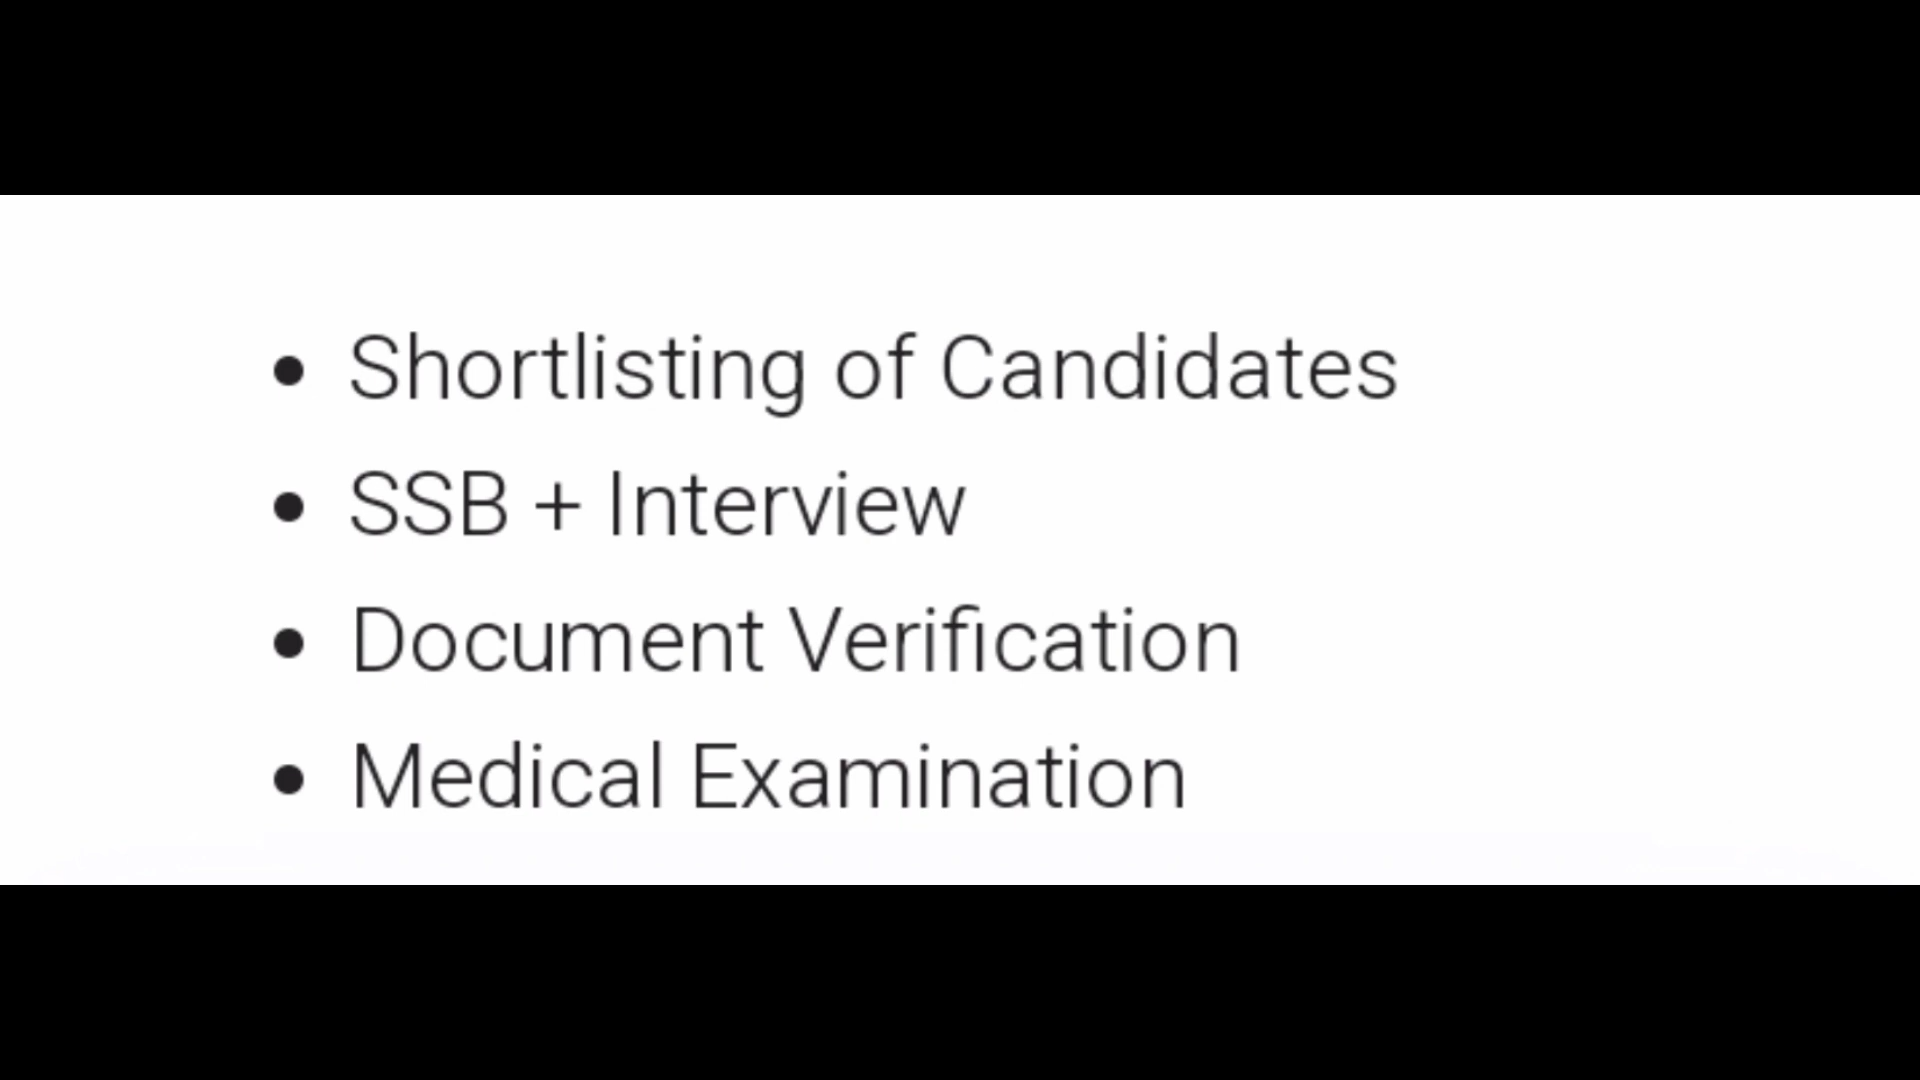 • Shortlisting of Candidates
• SSB + Interview
• Document Verification
• Medical Examination